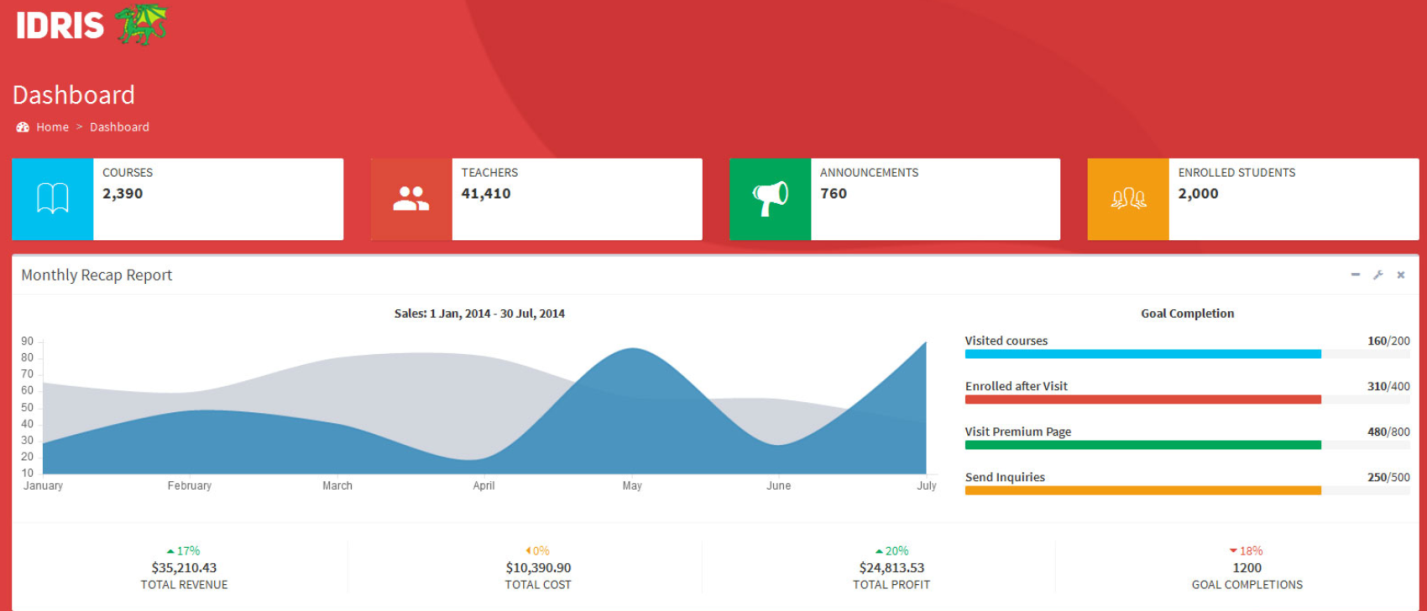 IDRIS
Dashboard
Home > Dashboard
COURSES
2,390
TEACHERS
41,410
ANNOUNCEMENTS
760
ENROLLED STUDENTS
2,000
Monthly Recap Report
Sales: 1 Jan, 2014 - 30 Jul, 2014
90
80
70
60
50
40
30
20
10
January February March April May June July
Goal Completion
Visited courses 160/200
Enrolled after Visit 310/400
Visit Premium Page 480/800
Send Inquiries 250/500
17%
$35,210.43
TOTAL REVENUE
0%
$10,390.90
TOTAL COST
20%
$24,813.53
TOTAL PROFIT
18%
1200
GOAL COMPLETIONS